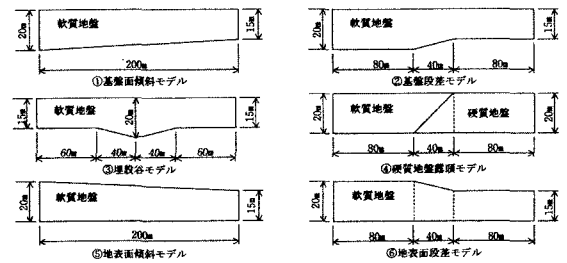 軟質地盤
20m
15m
200m
①基盤面傾斜モデル
軟質地盤
20m
15m
80m 40m 80m
②基盤段差モデル
軟質地盤
15m
20m
15m
60m 40m 40m 60m
③埋没谷モデル
軟質地盤
硬質地盤
20m
20m
80m 40m 80m
④硬質地盤露頭モデル
軟質地盤
20m
15m
200m
⑤地表面傾斜モデル
軟質地盤
20m
15m
80m 40m 80m
⑥地表面段差モデル